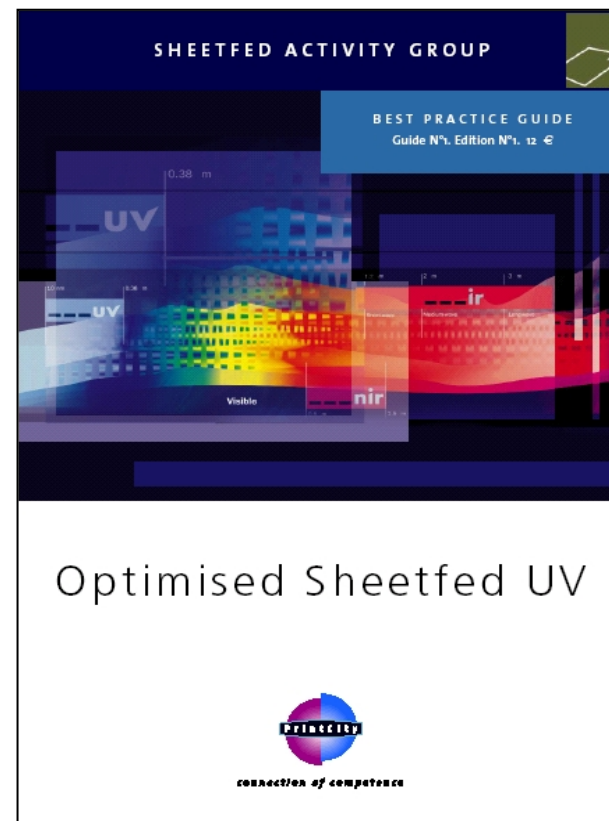 SHEETFED ACTIVITY GROUP
BEST PRACTICE GUIDE
Guide N°1. Edition N°1. 12 €
0.38 m
UV
UV
ir
nir
Visible
Optimised Sheetfed UV
PrintCity
connection of competence